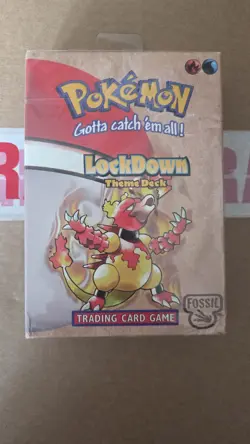 POKéMON
Gotta catch 'em all!
LockDown
Theme Deck
FOSSIL
TRADING CARD GAME